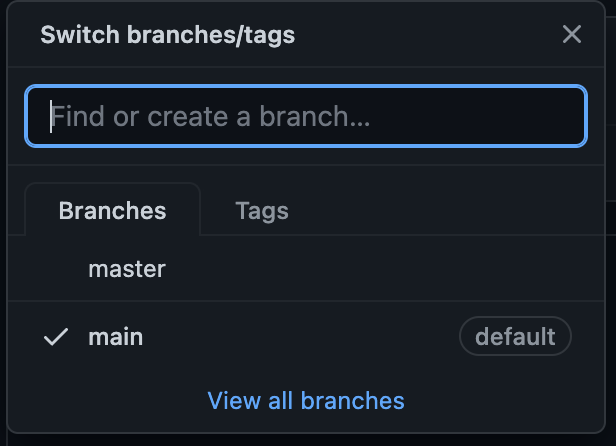 Switch branches/tags
Find or create a branch...
Branches Tags
master
main default
View all branches